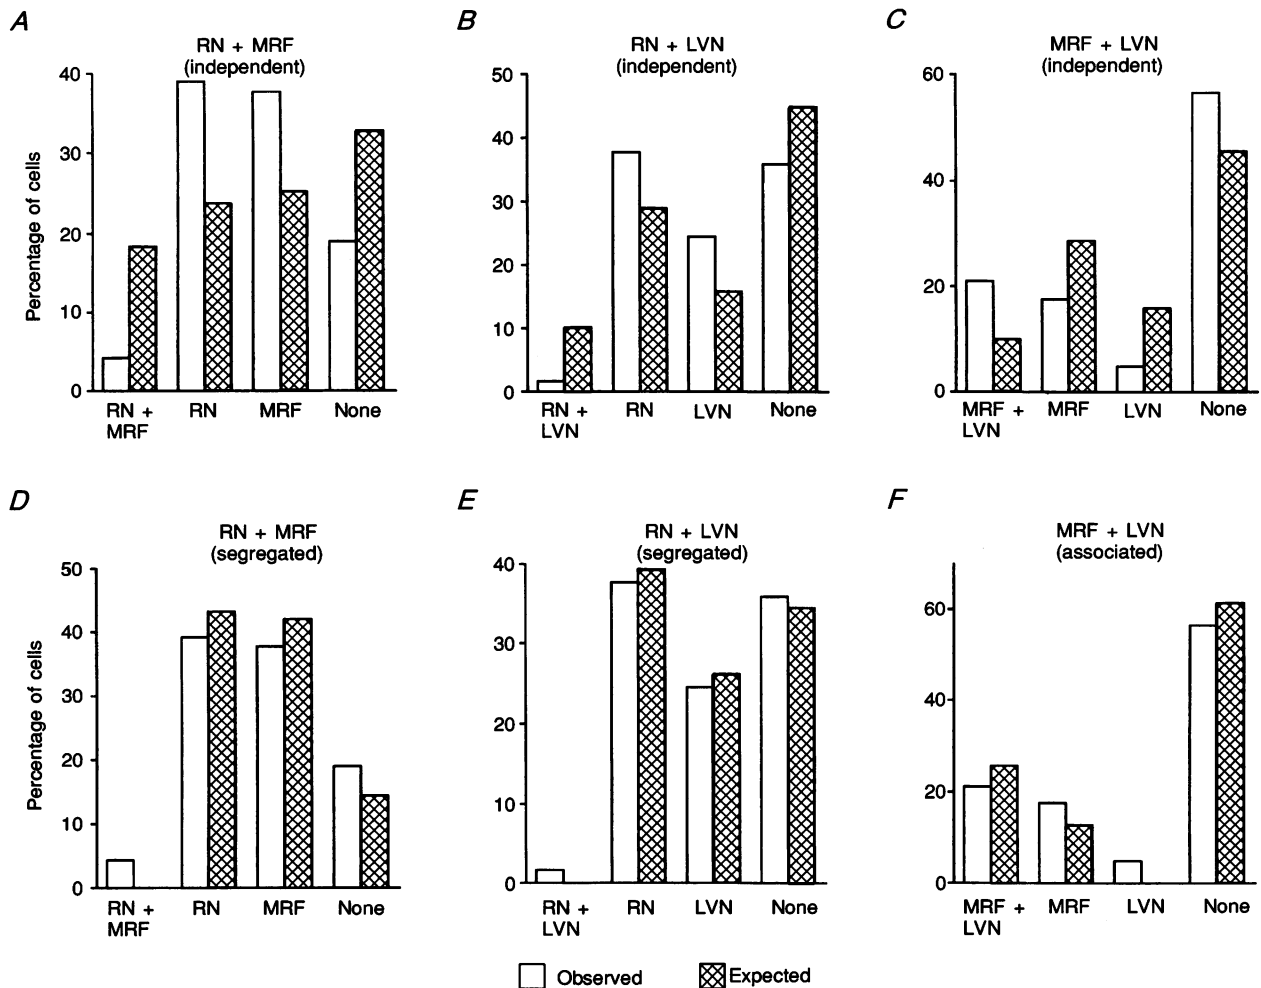 A
RN + MRF
(independent)
Percentage of cells
40
30
20
10
0
RN +
MRF
RN
MRF
None
B
RN + LVN
(independent)
50
40
30
20
10
0
RN +
LVN
RN
LVN
None
C
MRF + LVN
(independent)
60
40
20
0
MRF +
LVN
MRF
LVN
None
D
RN + MRF
(segregated)
Percentage of cells
50
40
30
20
10
0
RN +
MRF
RN
MRF
None
E
RN + LVN
(segregated)
40
30
20
10
0
RN +
LVN
RN
LVN
None
F
MRF + LVN
(associated)
60
40
20
0
MRF +
LVN
MRF
LVN
None
Observed
Expected